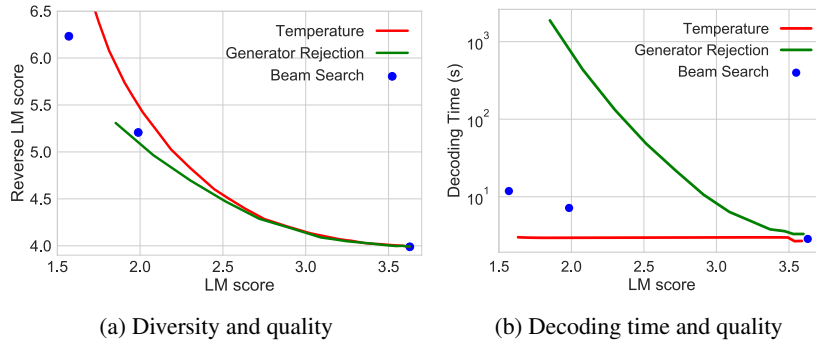 6.5
6.0
5.5
5.0
4.5
4.0
1.5
2.0
2.5
3.0
3.5
Reverse LM score
LM score
Temperature
Generator Rejection
Beam Search
(a) Diversity and quality
10³
10²
10¹
1.5
2.0
2.5
3.0
3.5
Decoding Time (s)
LM score
Temperature
Generator Rejection
Beam Search
(b) Decoding time and quality